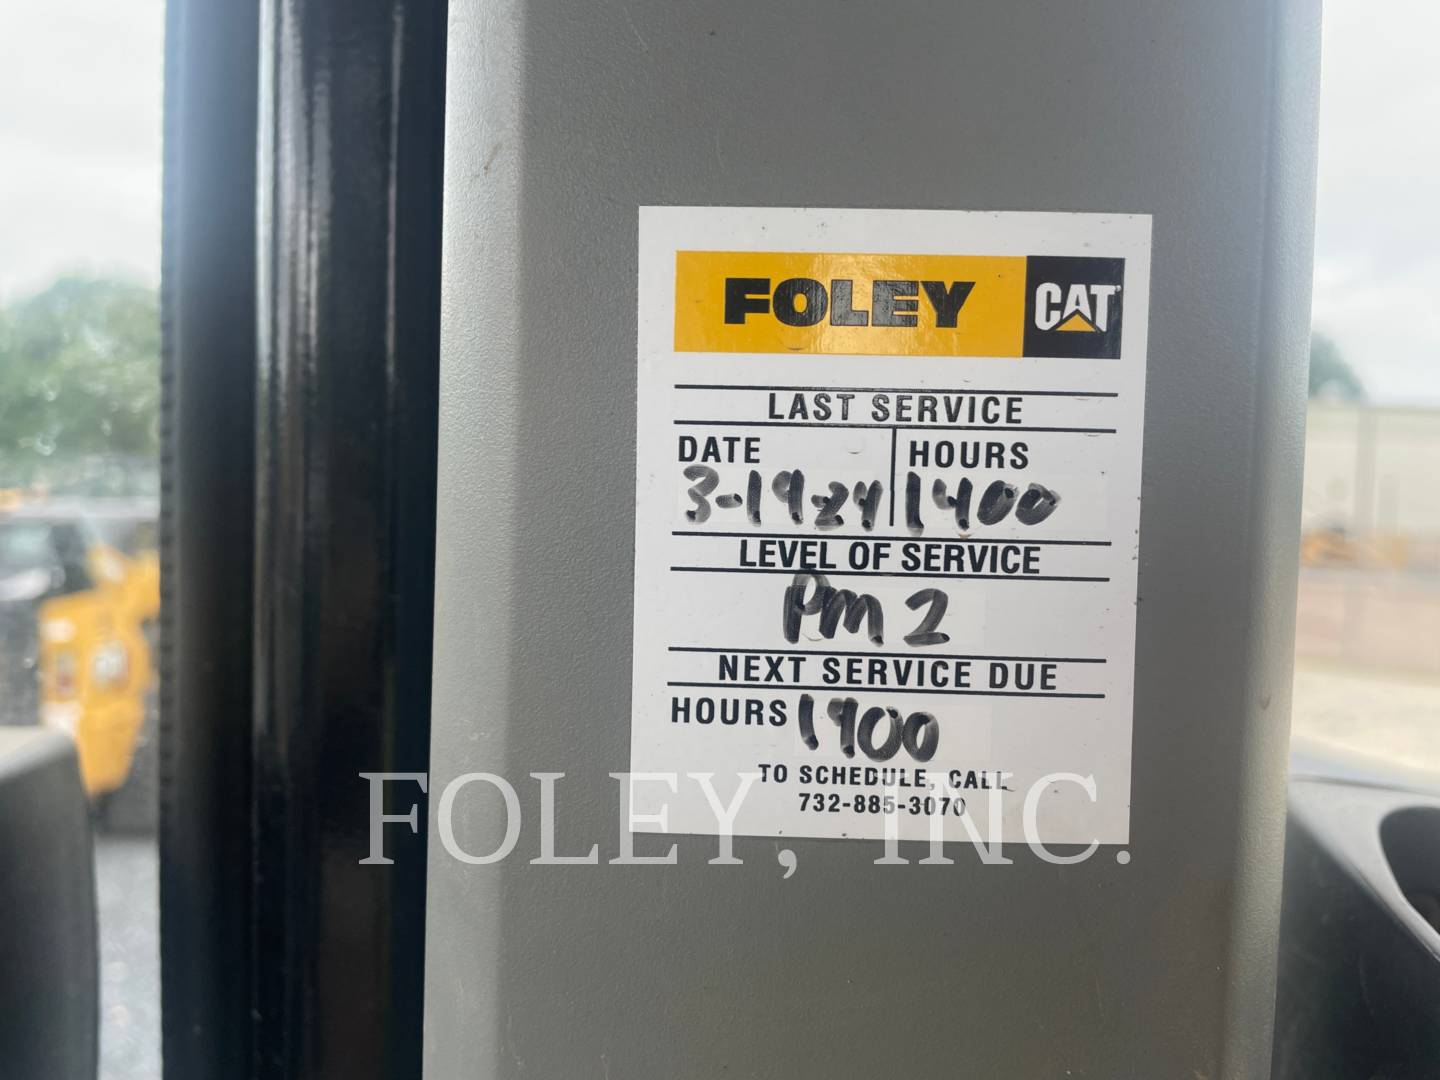 FOLEY CAT
LAST SERVICE
DATE HOURS
3-19-24 1400
LEVEL OF SERVICE
PM 2
NEXT SERVICE DUE
HOURS 1900
TO SCHEDULE, CALL
732-885-3070
FOLEY, INC.